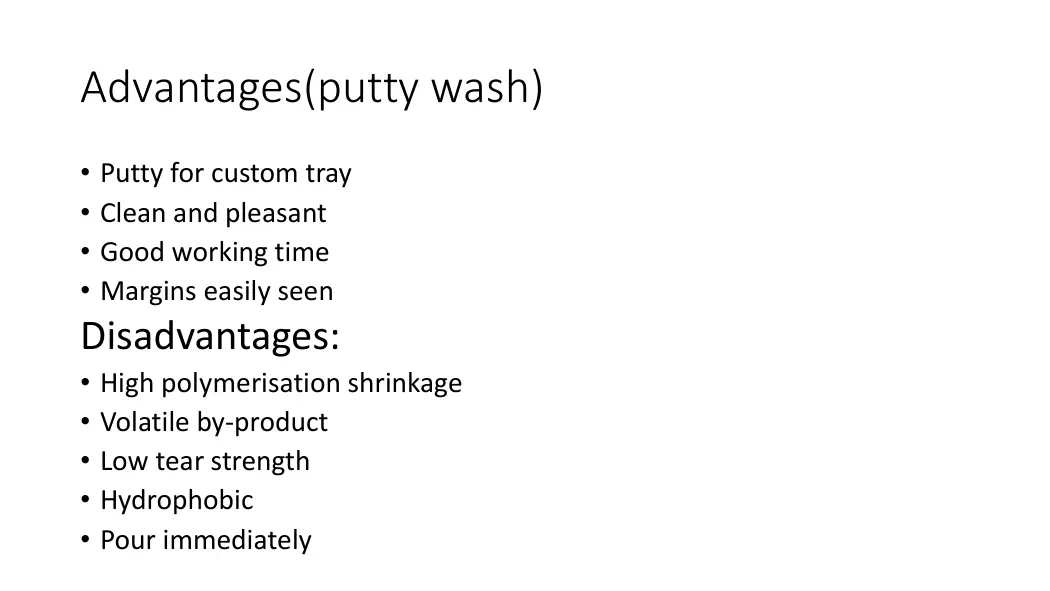 Advantages(putty wash)
• Putty for custom tray
• Clean and pleasant
• Good working time
• Margins easily seen
Disadvantages:
• High polymerisation shrinkage
• Volatile by-product
• Low tear strength
• Hydrophobic
• Pour immediately